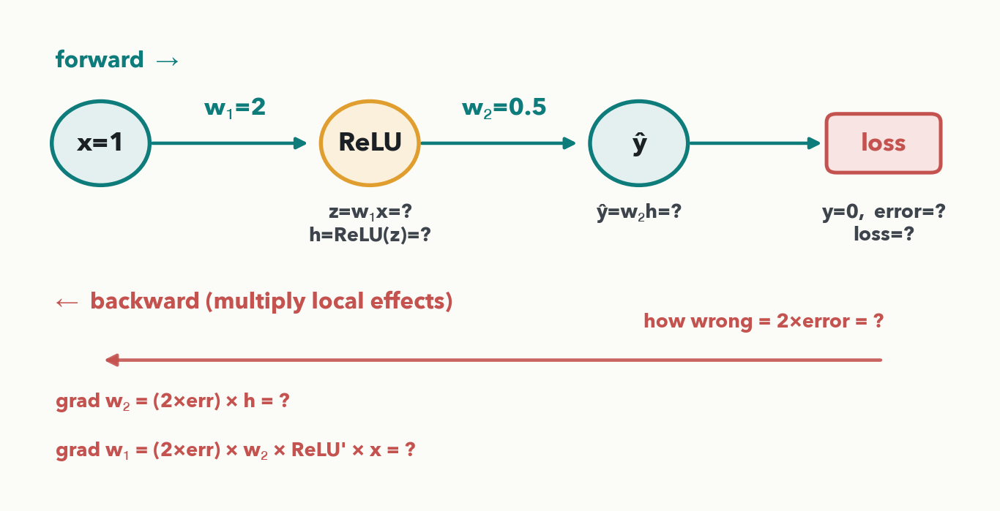 forward →
w₁=2
w₂=0.5
x=1
ReLU
ŷ
loss
z=w₁x=?
h=ReLU(z)=?
ŷ=w₂h=?
y=0, error=?
loss=?
← backward (multiply local effects)
how wrong = 2×error = ?
grad w₂ = (2×err) × h = ?
grad w₁ = (2×err) × w₂ × ReLU' × x = ?